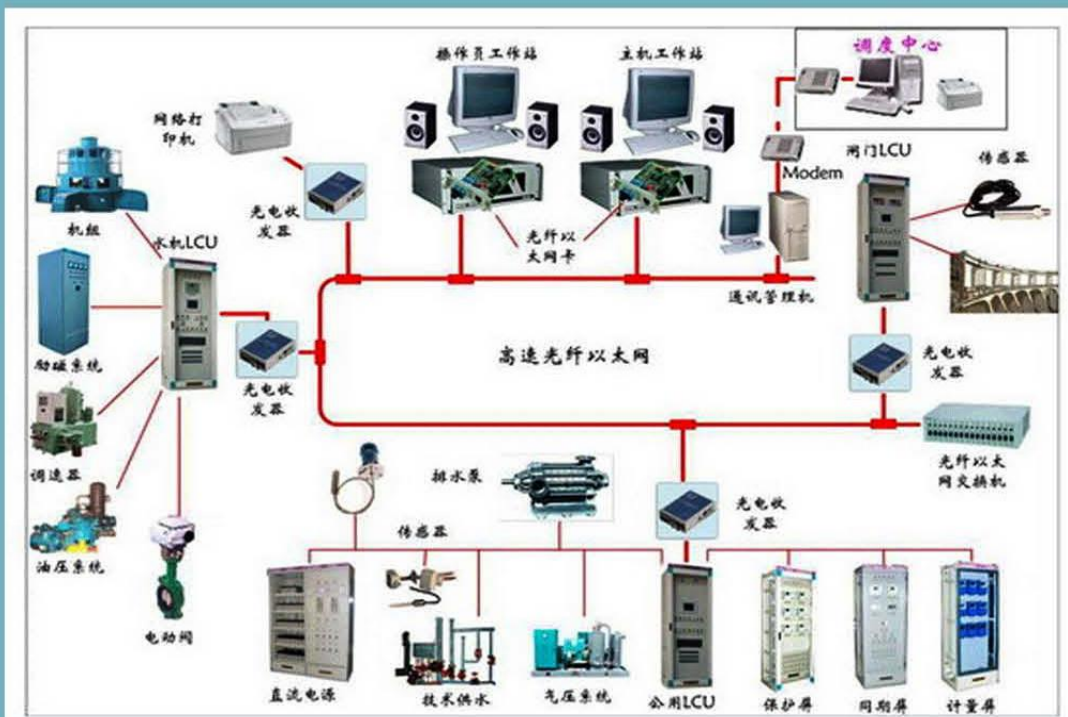 操作员工作站
主机工作站
调度中心
网络打
印机
闸门LCU
传感器
Modem
机组
水机LCU
光电收
发器
光纤以
太网卡
通讯管理机
励磁系统
光电收
发器
高速光纤以太网
光电收
发器
调速器
排水泵
光纤以太
网交换机
光电收
发器
传感器
油压系统
电动阀
直流电源
技术供水
气压系统
公用LCU
保护屏
同期屏
计量屏